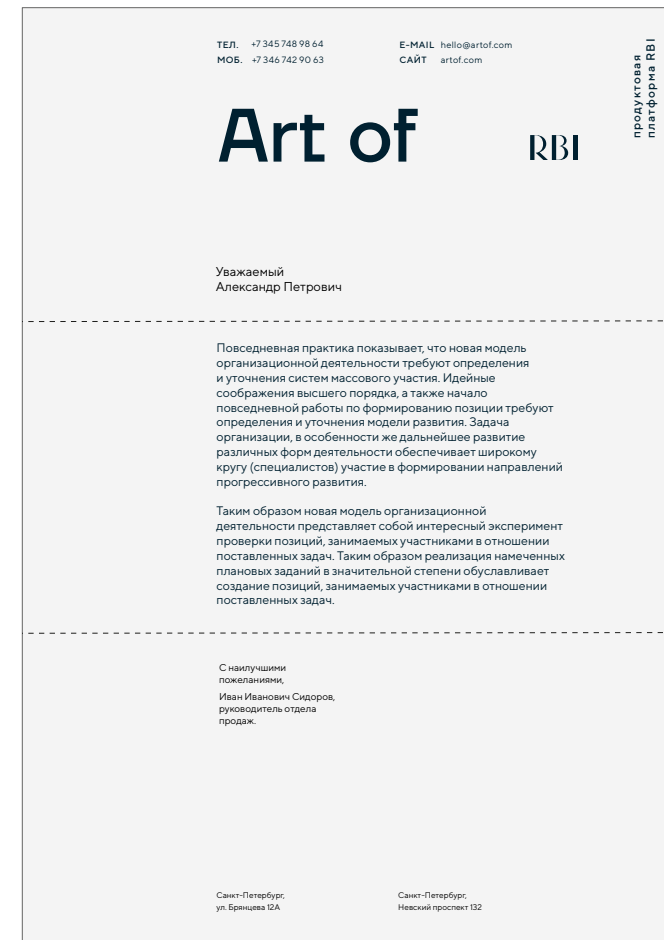 ТЕЛ. +7 345 748 98 64
МОБ. +7 346 742 90 63
E-MAIL hello@artof.com
САЙТ artof.com
продуктовая
платформа RBI
Art of
RBI
Уважаемый
Александр Петрович
Повседневная практика показывает, что новая модель
организационной деятельности требуют определения
и уточнения систем массового участия. Идейные
соображения высшего порядка, а также начало
повседневной работы по формированию позиции требуют
определения и уточнения модели развития. Задача
организации, в особенности же дальнейшее развитие
различных форм деятельности обеспечивает широкому
кругу (специалистов) участие в формировании направлений
прогрессивного развития.
Таким образом новая модель организационной
деятельности представляет собой интересный эксперимент
проверки позиций, занимаемых участниками в отношении
поставленных задач. Таким образом реализация намеченных
плановых заданий в значительной степени обуславливает
создание позиций, занимаемых участниками в отношении
поставленных задач.
С наилучшими
пожеланиями,
Иван Иванович Сидоров,
руководитель отдела
продаж.
Санкт-Петербург,
ул. Брянцева 12А
Санкт-Петербург,
Невский проспект 132